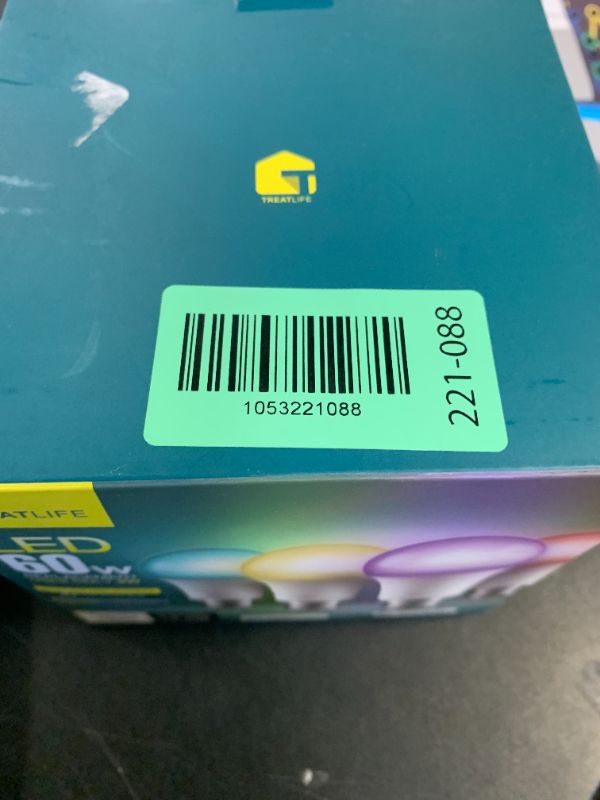 TREATLIFE
1053221088
221-088
ATLIFE
LED
60W